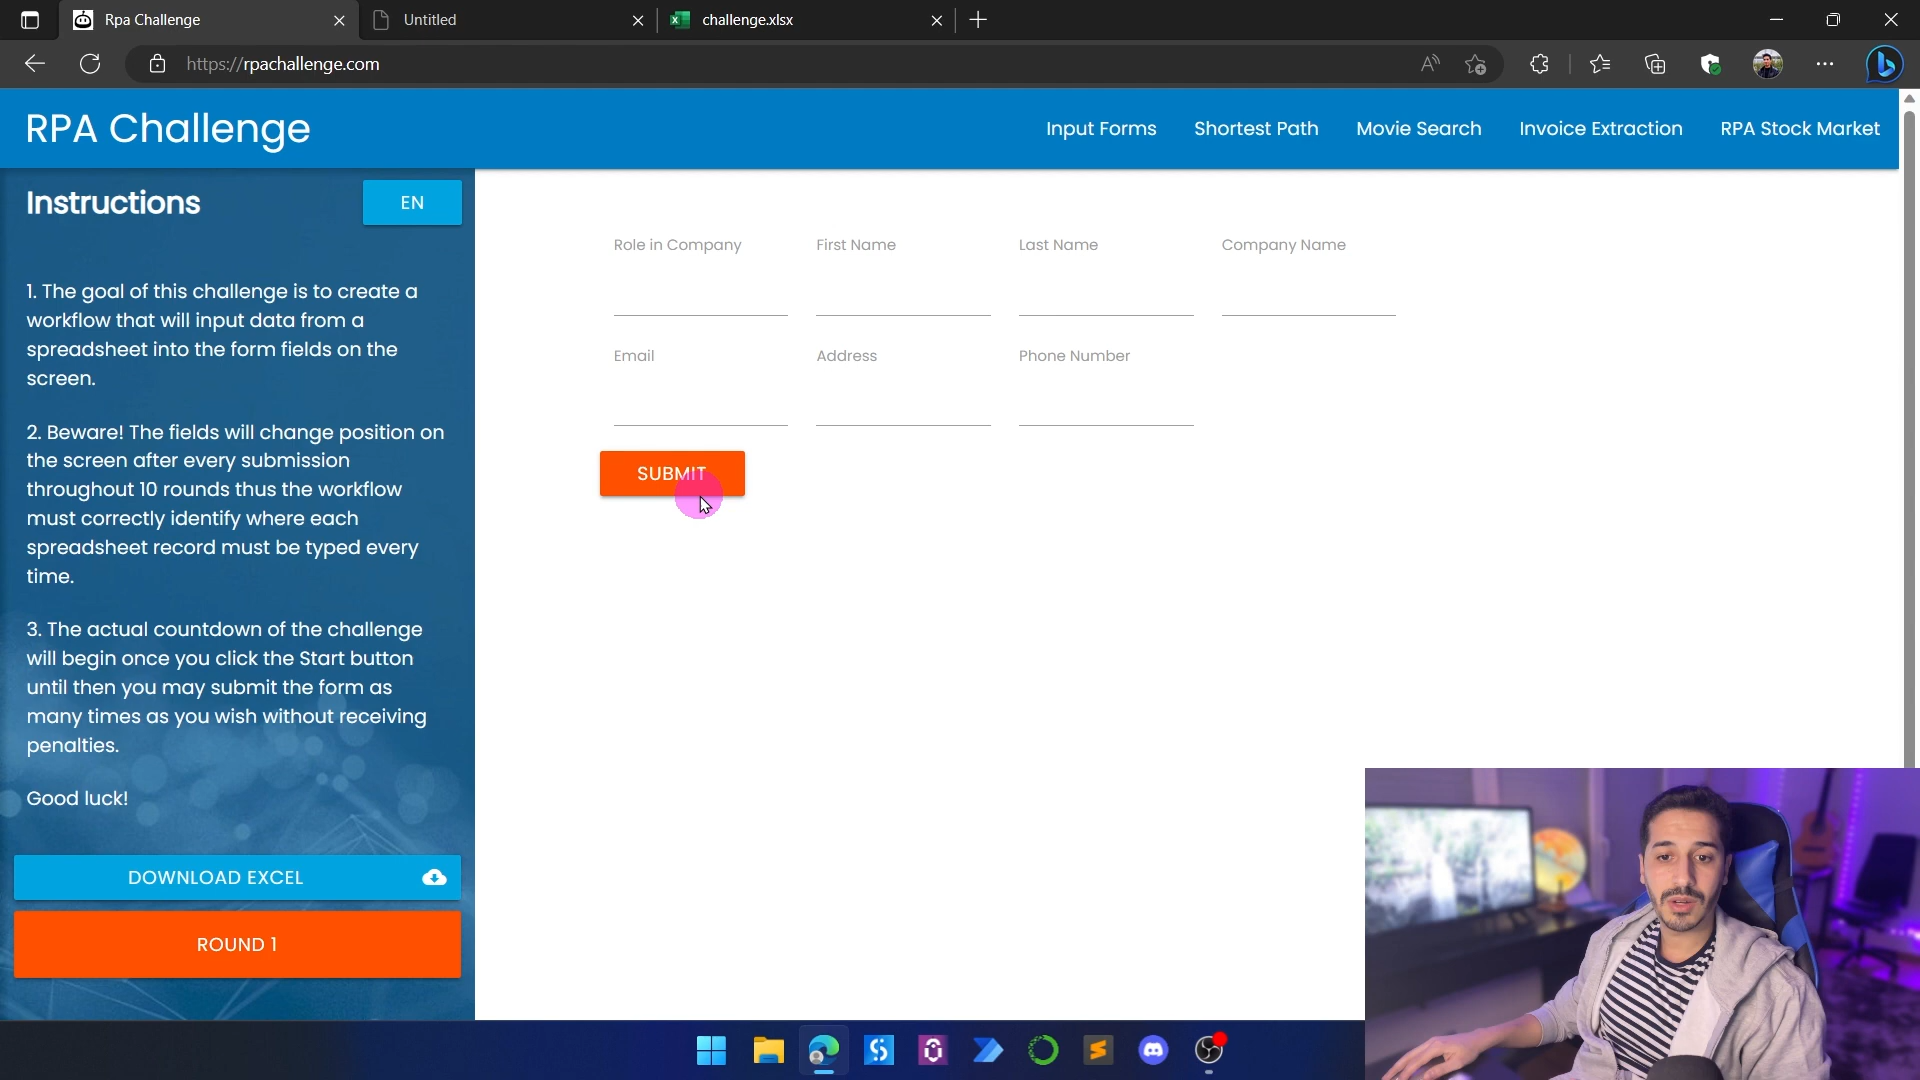 Rpa Challenge
Untitled
challenge.xlsx
https://rpachallenge.com
RPA Challenge
Input Forms
Shortest Path
Movie Search
Invoice Extraction
RPA Stock Market
Instructions
EN
1. The goal of this challenge is to create a
workflow that will input data from a
spreadsheet into the form fields on the
screen.
2. Beware! The fields will change position on
the screen after every submission
throughout 10 rounds thus the workflow
must correctly identify where each
spreadsheet record must be typed every
time.
3. The actual countdown of the challenge
will begin once you click the Start button
until then you may submit the form as
many times as you wish without receiving
penalties.
Good luck!
DOWNLOAD EXCEL
ROUND 1
Role in Company
First Name
Last Name
Company Name
Email
Address
Phone Number
SUBMIT